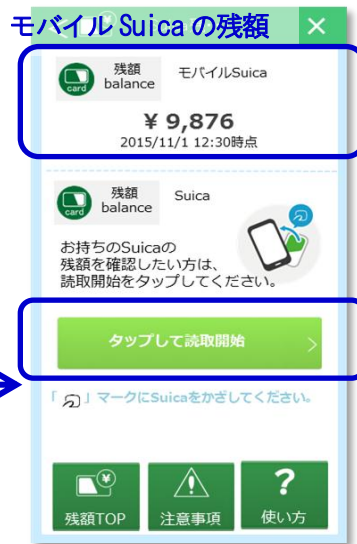 モバイル Suica の残額
×
card
残額
balance
モバイルSuica
¥ 9,876
2015/11/1 12:30時点
card
残額
balance
Suica
お持ちのSuicaの
残額を確認したい方は、
読取開始をタップしてください。
タップして読取開始 >
「 」マークにSuicaをかざしてください。
¥
残額TOP
注意事項
?
使い方